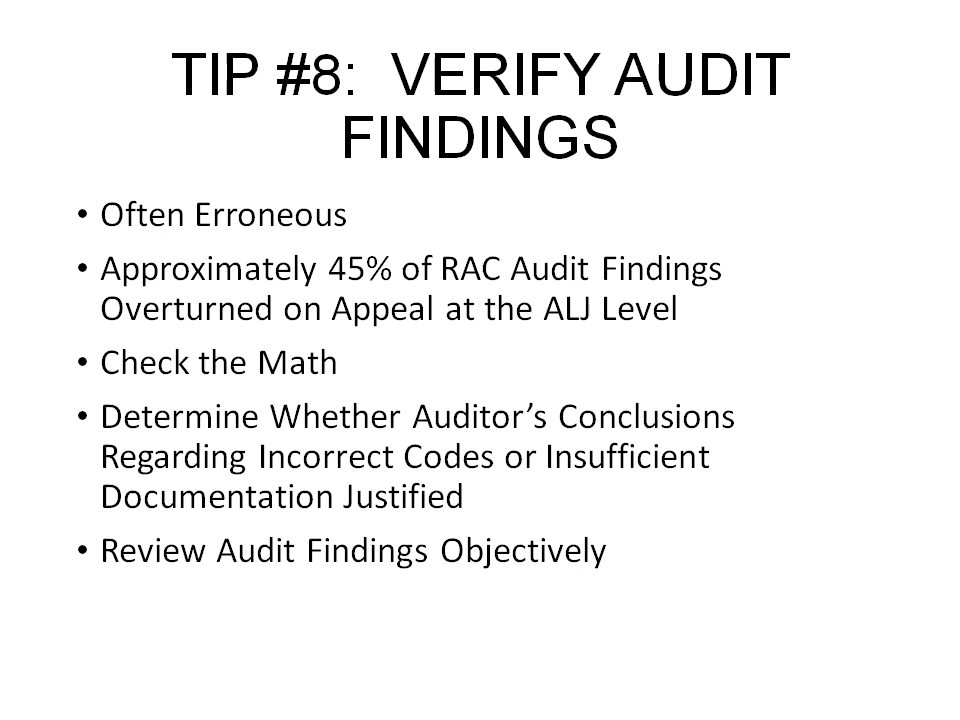 TIP #8:  VERIFY AUDIT
FINDINGS
• Often Erroneous
• Approximately 45% of RAC Audit Findings
Overturned on Appeal at the ALJ Level
• Check the Math
• Determine Whether Auditor’s Conclusions
Regarding Incorrect Codes or Insufficient
Documentation Justified
• Review Audit Findings Objectively